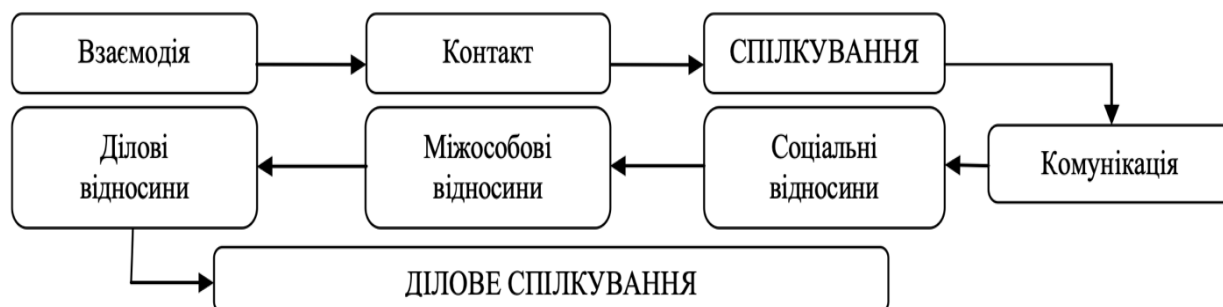 Взаємодія
Контакт
СПІЛКУВАННЯ
Комунікація
Соціальні
відносини
Міжособові
відносини
Ділові
відносини
ДІЛОВЕ СПІЛКУВАННЯ